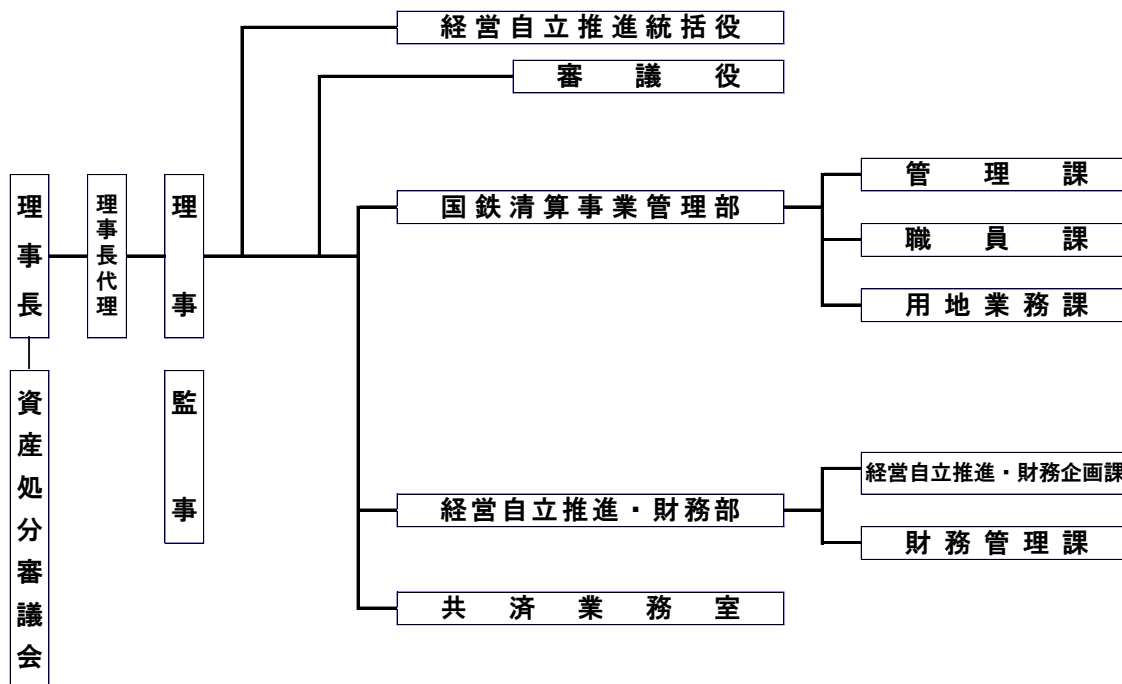 経営自立推進統括役
審議役
理事長
理事長代理
理事
国鉄清算事業管理部
管理課
職員課
用地業務課
資産処分審議会
監事
経営自立推進・財務部
経営自立推進・財務企画課
財務管理課
共済業務室